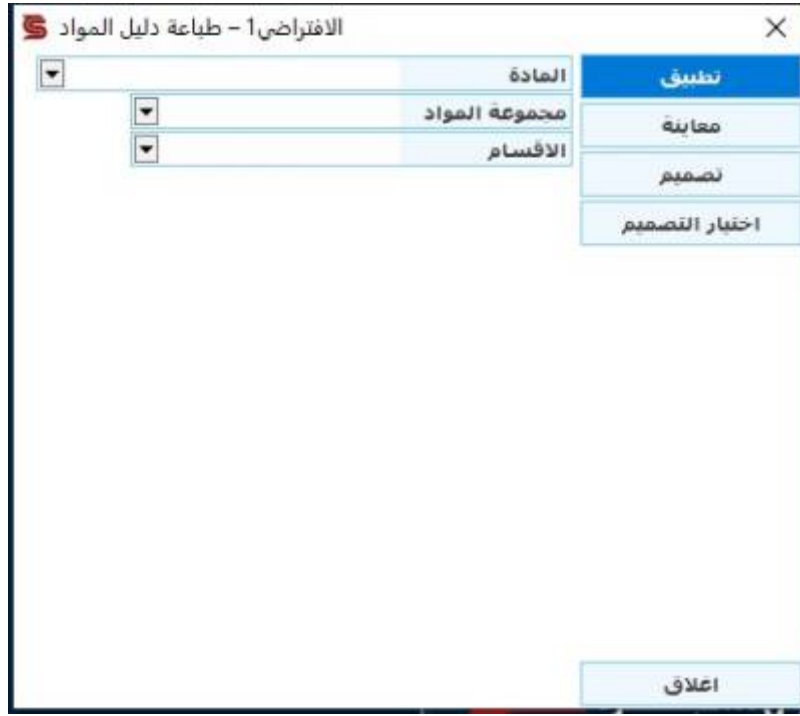 الافتراضي1 – طباعة دليل المواد
تطبيق
معاينة
تصميم
اختيار التصميم
المادة
مجموعة المواد
الاقسام
اغلاق